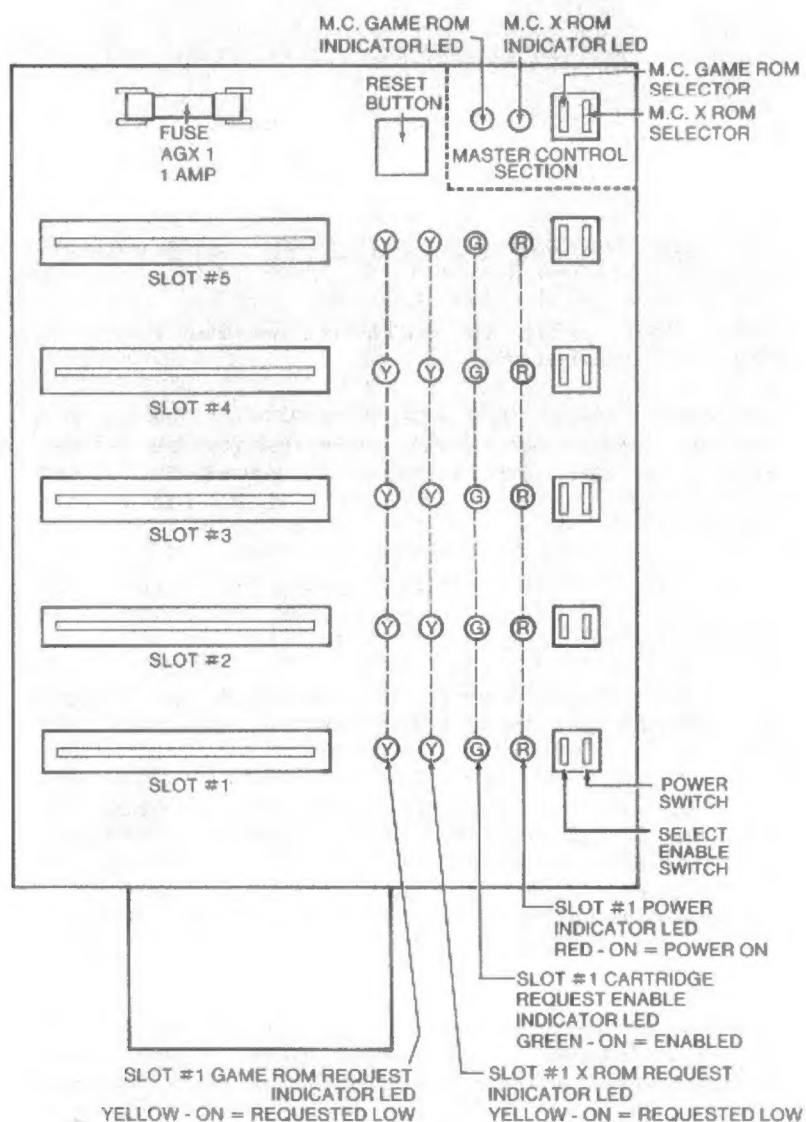 M.C. GAME ROM
INDICATOR LED
M.C. X ROM
INDICATOR LED
M.C. GAME ROM
SELECTOR
M.C. X ROM
SELECTOR
RESET
BUTTON
FUSE
AGX 1
1 AMP
MASTER CONTROL
SECTION
Y Y G R
SLOT #5
Y Y G R
SLOT #4
Y Y G R
SLOT #3
Y Y G R
SLOT #2
Y Y G R
SLOT #1
POWER
SWITCH
SELECT
ENABLE
SWITCH
SLOT #1 POWER
INDICATOR LED
RED - ON = POWER ON
SLOT #1 CARTRIDGE
REQUEST ENABLE
INDICATOR LED
GREEN - ON = ENABLED
SLOT #1 GAME ROM REQUEST
INDICATOR LED
YELLOW - ON = REQUESTED LOW
SLOT #1 X ROM REQUEST
INDICATOR LED
YELLOW - ON = REQUESTED LOW